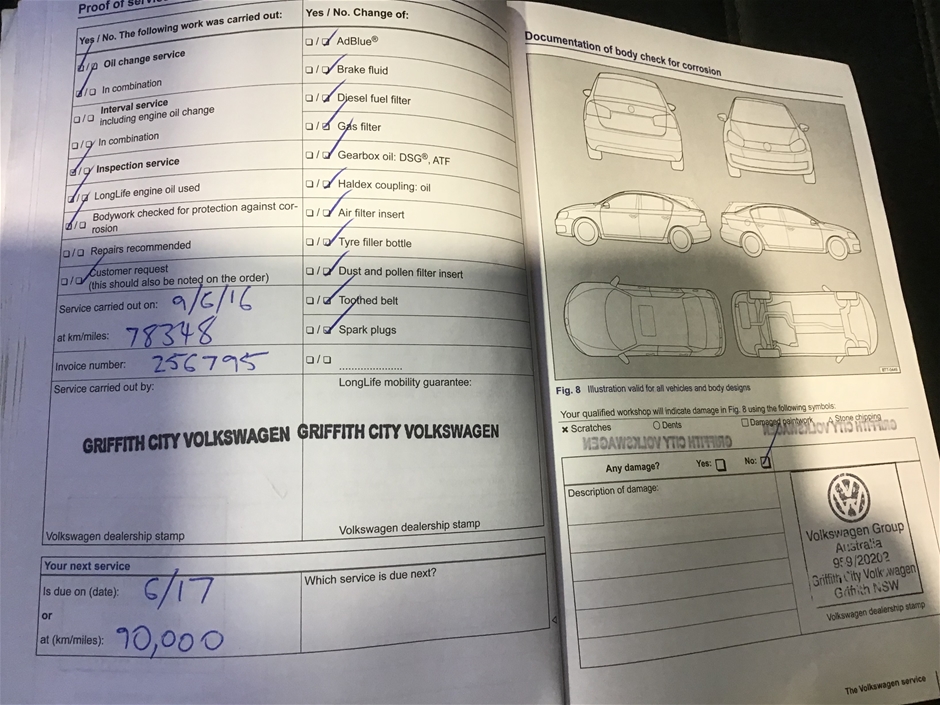 Proof of servi
Yes / No. The following work was carried out:
☑/☑ Oil change service
☑/☐ In combination
☐/☐ Interval service
including engine oil change
☐/☑ In combination
☑/☑ Inspection service
☑/☑ LongLife engine oil used
☑/☐ Bodywork checked for protection against cor-
rosion
☐/☐ Repairs recommended
☐/☑ Customer request
(this should also be noted on the order)
Service carried out on: 9/6/16
at km/miles: 78348
Invoice number: 256795
Service carried out by:
GRIFFITH CITY VOLKSWAGEN
Volkswagen dealership stamp
Yes / No. Change of:
☐/☑ AdBlue®
☐/☑ Brake fluid
☐/☑ Diesel fuel filter
☐/☑ Gas filter
☐/☑ Gearbox oil: DSG®, ATF
☐/☑ Haldex coupling: oil
☐/☑ Air filter insert
☐/☑ Tyre filler bottle
☐/☑ Dust and pollen filter insert
☐/☑ Toothed belt
☐/☑ Spark plugs
☐/☐ .....................
LongLife mobility guarantee:
GRIFFITH CITY VOLKSWAGEN
Volkswagen dealership stamp
Your next service
Is due on (date): 6/17
or
at (km/miles): 90,000
Which service is due next?
Documentation of body check for corrosion
Fig. 8 Illustration valid for all vehicles and body designs
Your qualified workshop will indicate damage in Fig. 8 using the following symbols:
× Scratches ○ Dents ☐ Damaged paintwork △ Stone chipping
GRIFFITH CITY VOLKSWAGEN GRIFFITH CITY VOLKSWAGEN
Any damage? Yes: ☐ No: ☑
Description of damage:
Volkswagen Group
Australia
959/20202
Griffith City Volkswagen
Griffith NSW
Volkswagen dealership stamp
The Volkswagen service